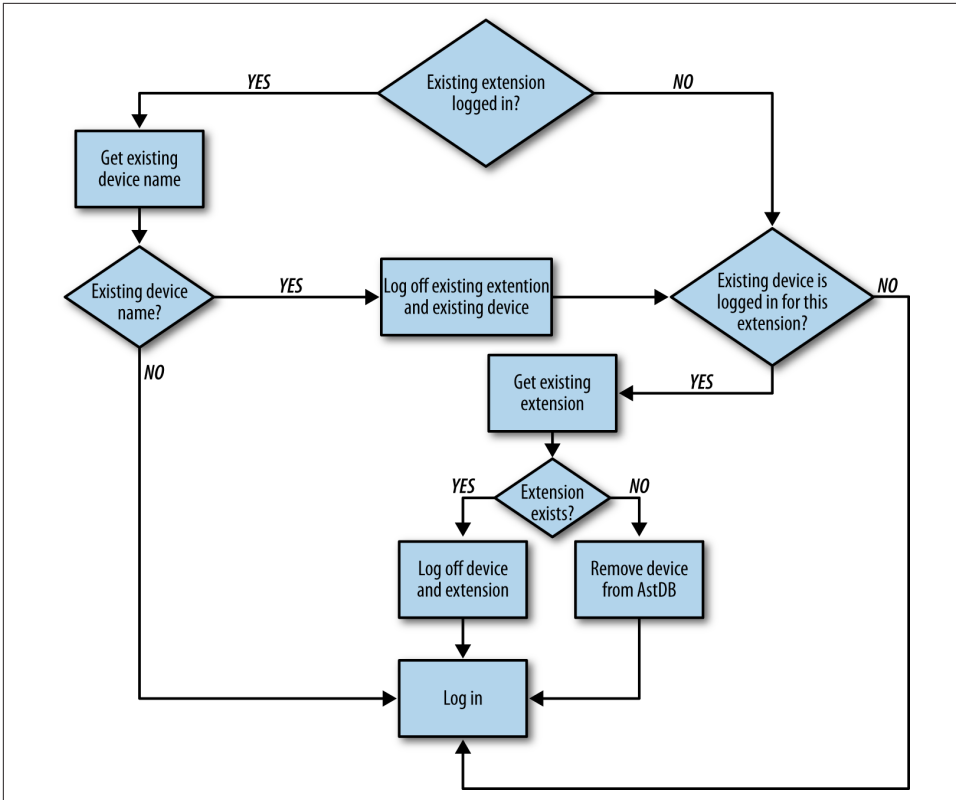 Existing extension
logged in?
YES
NO
Get existing
device name
Existing device
name?
YES
Log off existing extention
and existing device
Existing device is
logged in for this
extension?
NO
NO
YES
Get existing
extension
Extension
exists?
YES
NO
Log off device
and extension
Remove device
from AstDB
Log in